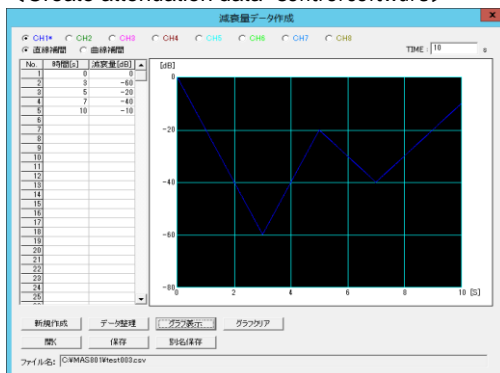 <Create attenuation data Control software>
減衰量データ作成
x
CH1* CH2 CH3 CH4 CH5 CH6 CH7 CH8
直線補間 曲線補間 TIME : 10 s
No. 時間[s] 減衰量[dB]
1 0 0
2 3 -60
3 5 -20
4 7 -40
5 10 -10
6
7
8
9
10
11
12
13
14
15
16
17
18
19
20
21
22
23
24
25
[dB]
0
-20
-40
-60
-80
0 2 4 6 8 10 [S]
新規作成 データ整理 グラフ表示 グラフクリア
開く 保存 別名保存
ファイル名: C:¥MAS801¥test003.csv